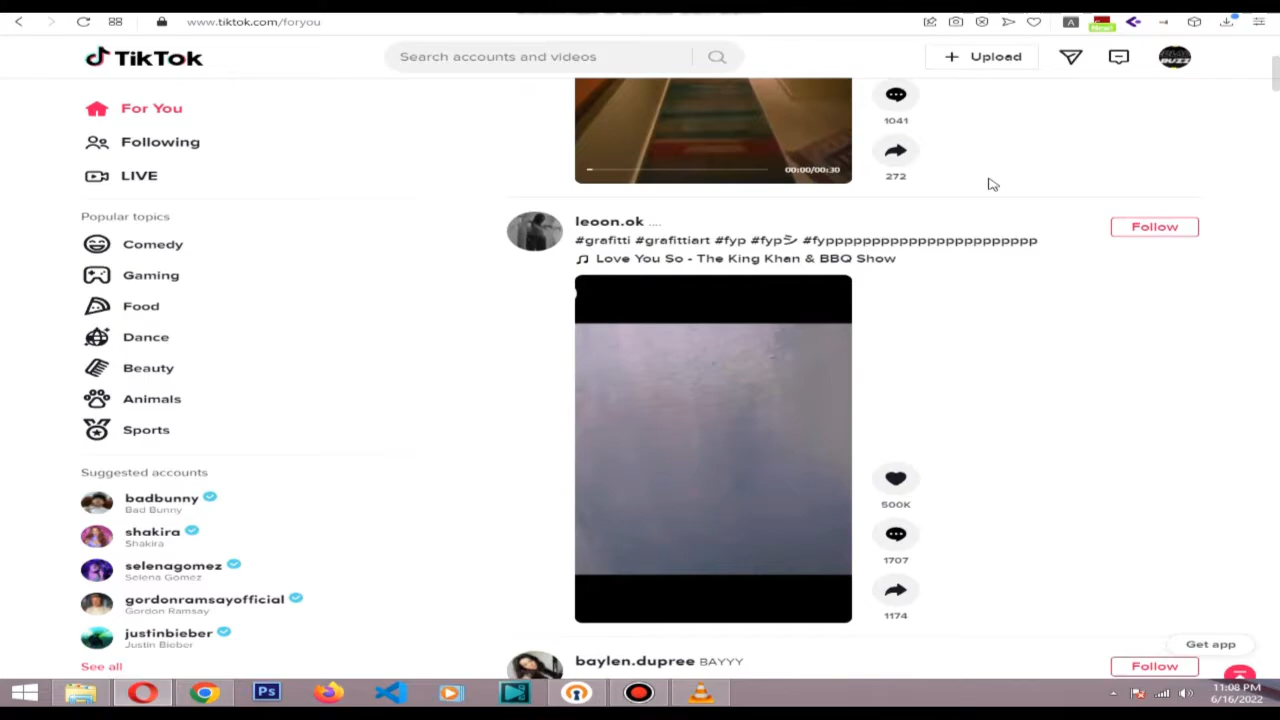 www.tiktok.com/foryou
A
New!
TikTok
Search accounts and videos
Upload
For You
Following
LIVE
Popular topics
Comedy
Gaming
Food
Dance
Beauty
Animals
Sports
Suggested accounts
badbunny
Bad Bunny
shakira
Shakira
selenagomez
Selena Gomez
gordonramsayofficial
Gordon Ramsay
justinbieber
Justin Bieber
See all
00:00/00:30
1041
272
leoon.ok ....
Follow
#grafitti #grafittiart #fyp #fypシ #fyppppppppppppppppppppppp
Love You So - The King Khan & BBQ Show
500K
1707
1174
baylen.dupree BAYYY
Follow
Get app
Ps
11:08 PM
6/16/2022